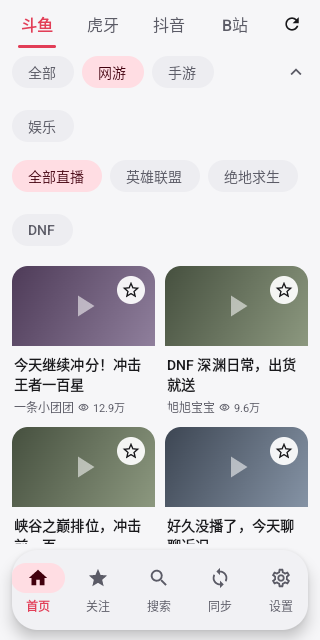 斗鱼 虎牙 抖音 B站
全部 网游 手游
娱乐
全部直播 英雄联盟 绝地求生
DNF
今天继续冲分！冲击
王者一百星
一条小团团 12.9万
DNF 深渊日常，出货
就送
旭旭宝宝 9.6万
峡谷之巅排位，冲击
好久没播了，今天聊
首页 关注 搜索 同步 设置